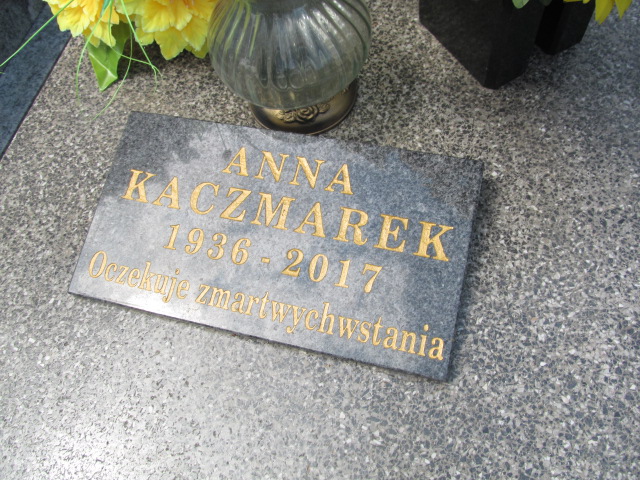 ANNA
KACZMAREK
1936 - 2017
Oczekuje zmartwychwstania